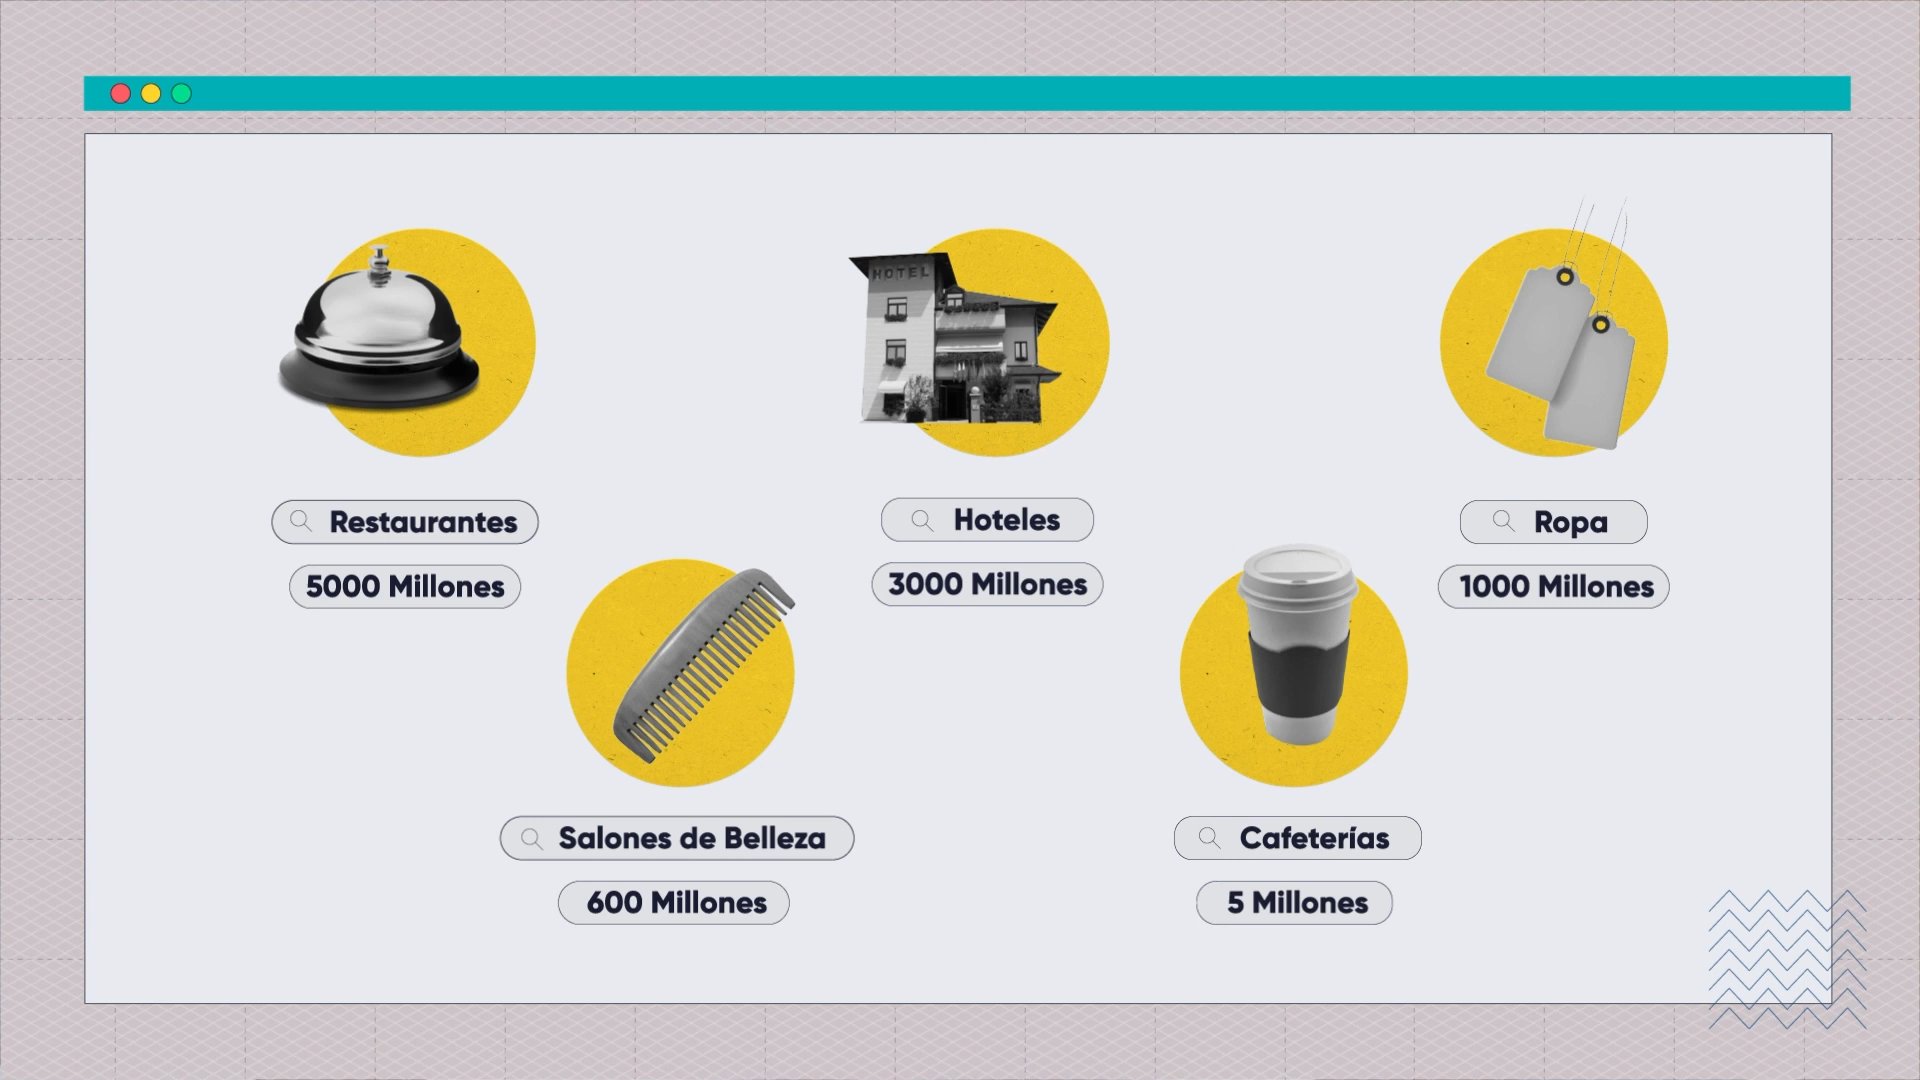 HOTEL
Restaurantes
5000 Millones
Hoteles
3000 Millones
Ropa
1000 Millones
Salones de Belleza
600 Millones
Cafeterías
5 Millones